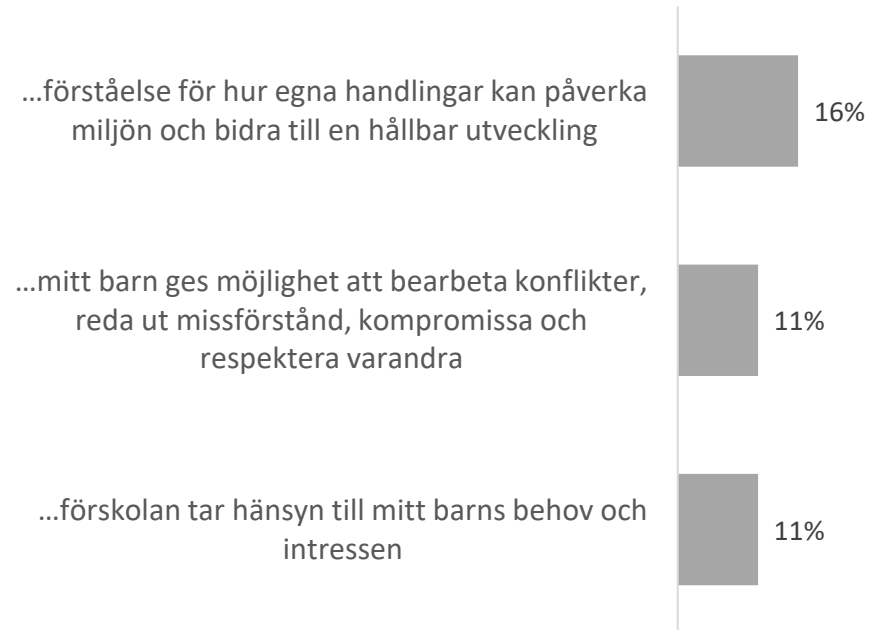 ...förståelse för hur egna handlingar kan påverka
miljön och bidra till en hållbar utveckling
16%
...mitt barn ges möjlighet att bearbeta konflikter,
reda ut missförstånd, kompromissa och
respektera varandra
11%
...förskolan tar hänsyn till mitt barns behov och
intressen
11%